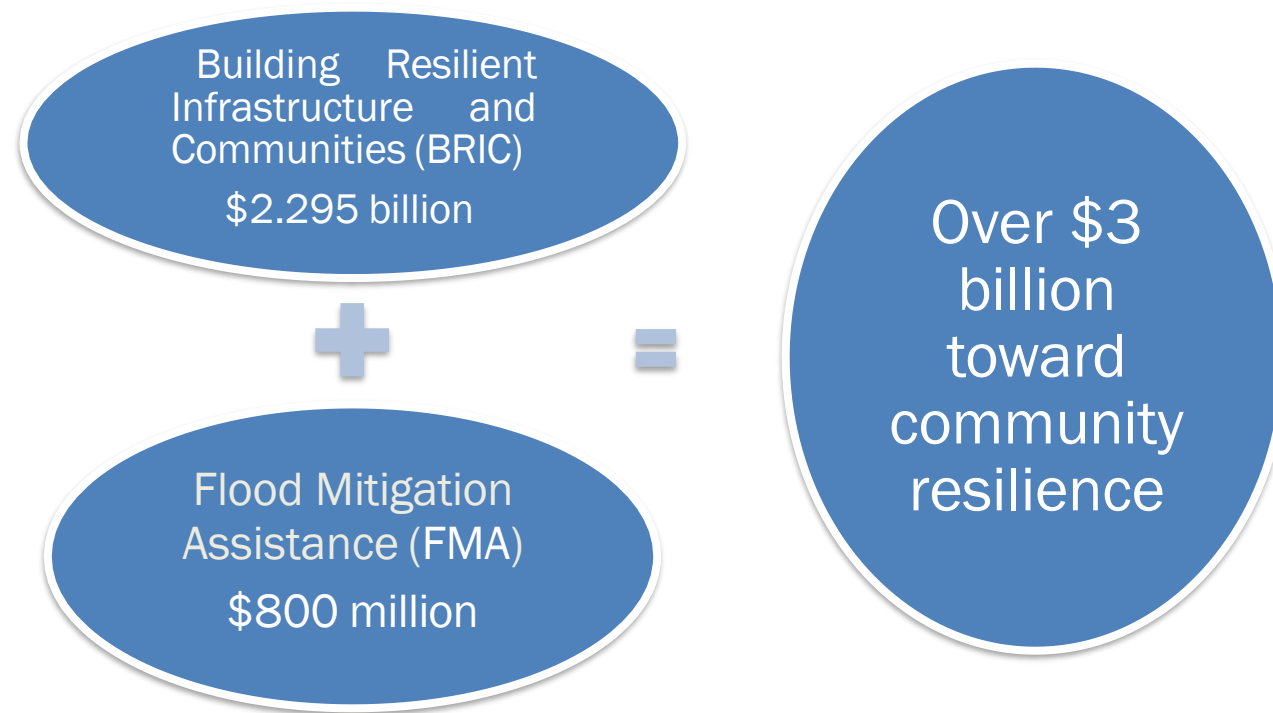 Building Resilient
Infrastructure and
Communities (BRIC)
$2.295 billion
Flood Mitigation
Assistance (FMA)
$800 million
Over $3
billion
toward
community
resilience